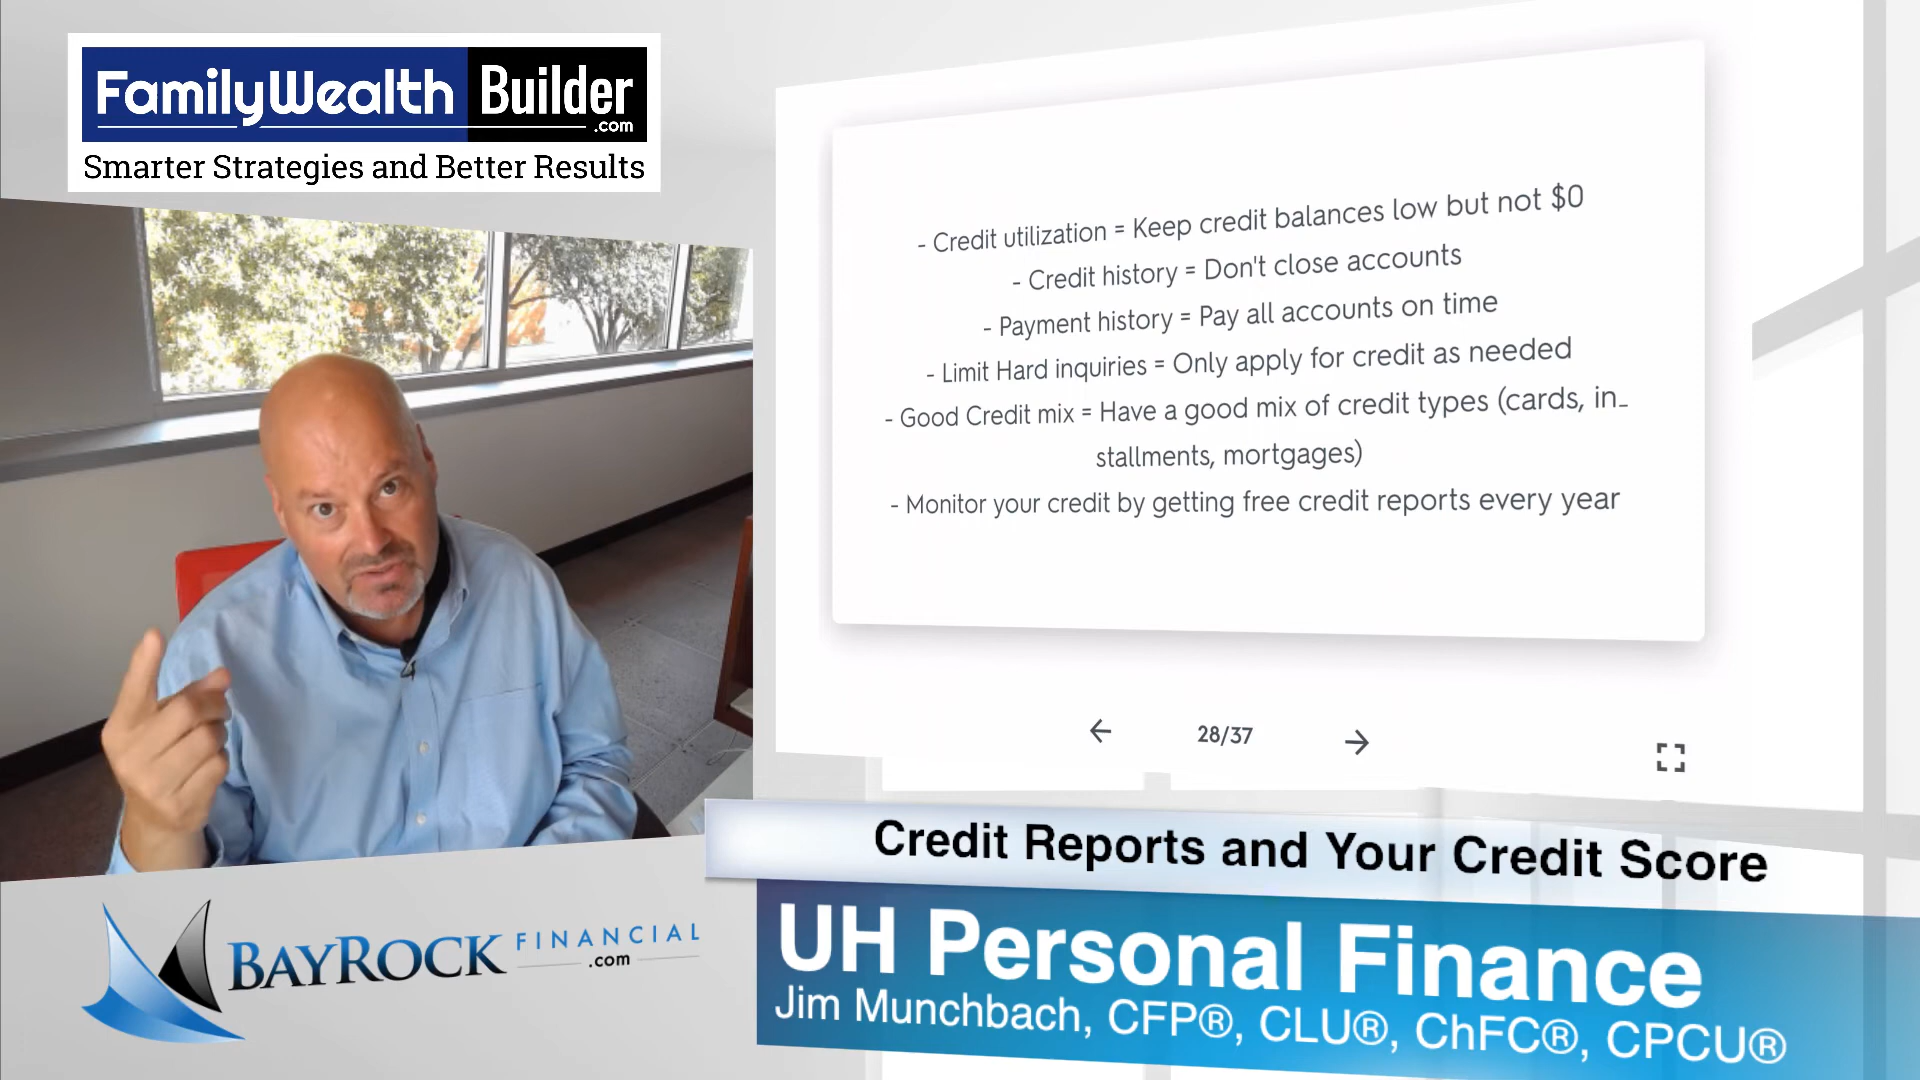 FamilyWealth Builder
.com
Smarter Strategies and Better Results
- Credit utilization = Keep credit balances low but not $0
- Credit history = Don't close accounts
- Payment history = Pay all accounts on time
- Limit Hard inquiries = Only apply for credit as needed
- Good Credit mix = Have a good mix of credit types (cards, in-
stallments, mortgages)
- Monitor your credit by getting free credit reports every year
28/37
Credit Reports and Your Credit Score
UH Personal Finance
Jim Munchbach, CFP®, CLU®, ChFC®, CPCU®
BAYROCK FINANCIAL
.com